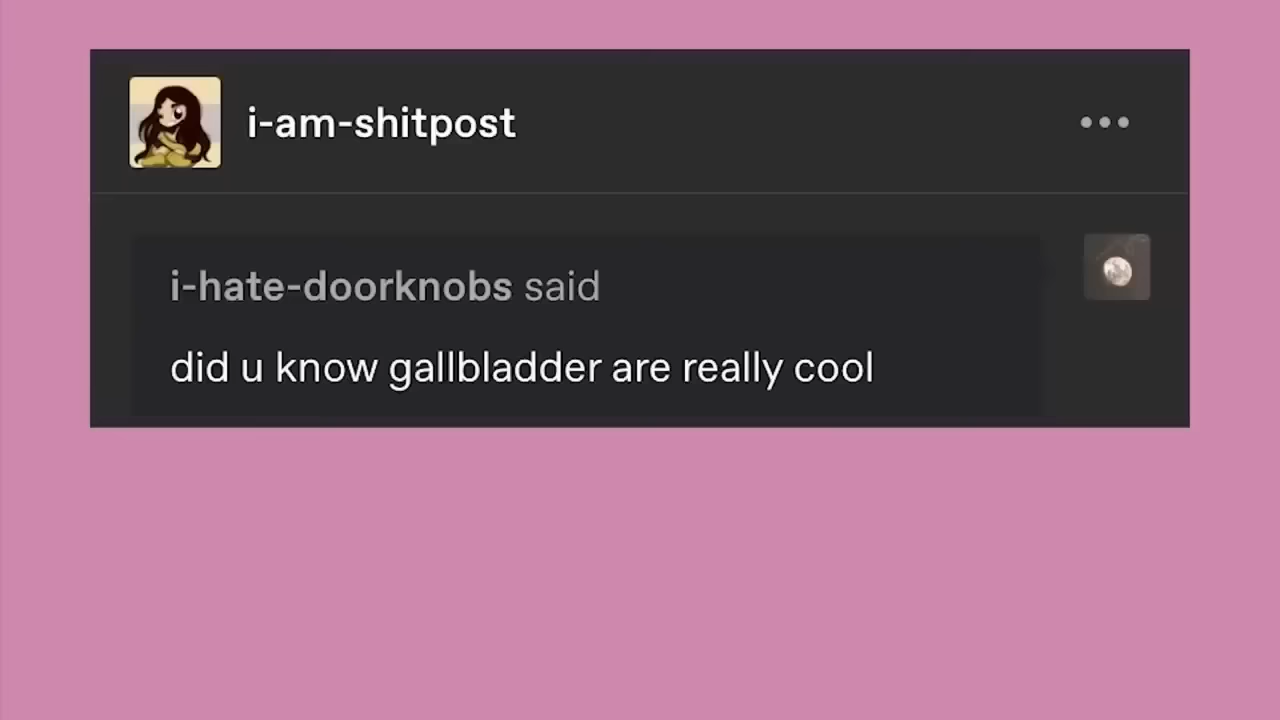 i-am-shitpost
i-hate-doorknobs said
did u know gallbladder are really cool